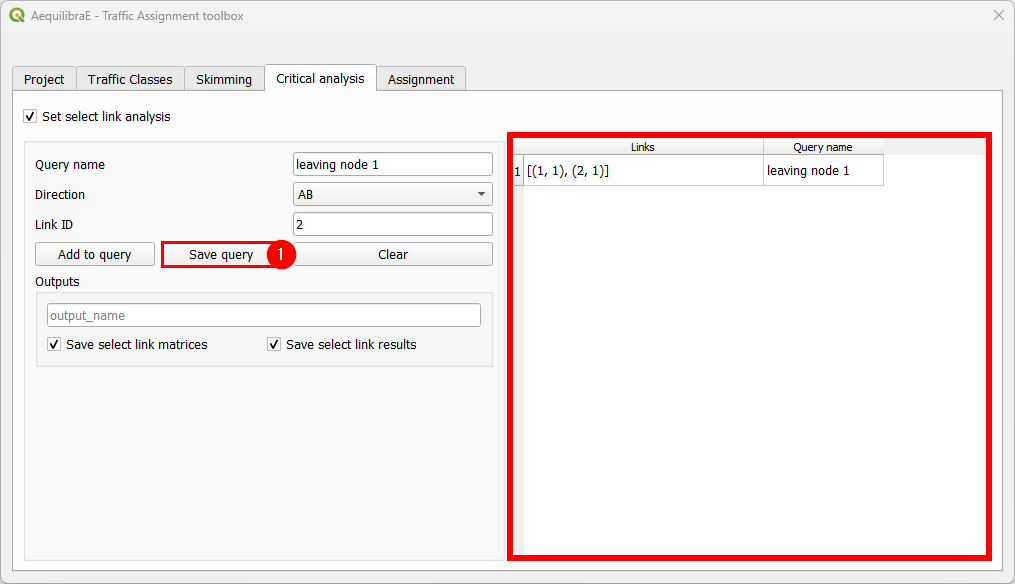 AequilibraE - Traffic Assignment toolbox
Project Traffic Classes Skimming Critical analysis Assignment
Set select link analysis
Query name leaving node 1
Direction AB
Link ID 2
Add to query Save query 1 Clear
Outputs
output_name
Save select link matrices Save select link results
Links Query name
1 [(1, 1), (2, 1)] leaving node 1